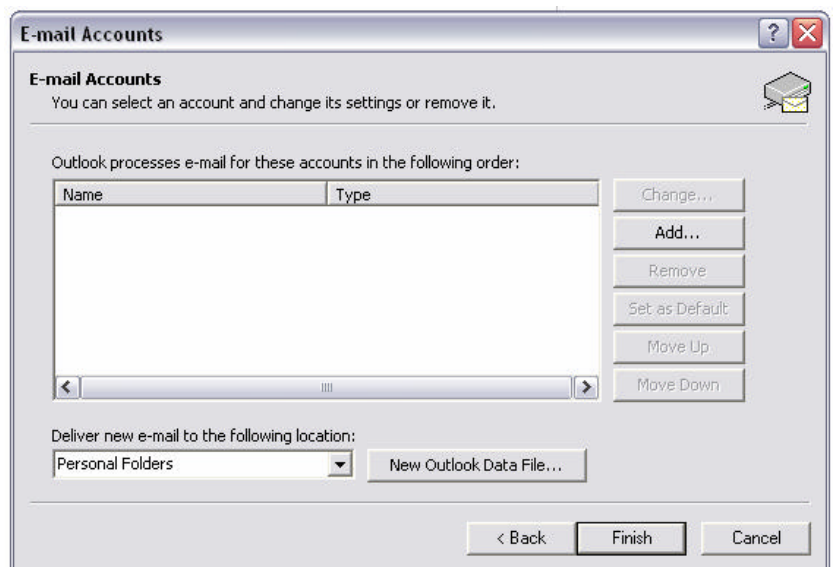 E-mail Accounts
?
E-mail Accounts
You can select an account and change its settings or remove it.
Outlook processes e-mail for these accounts in the following order:
Name Type
Change...
Add...
Remove
Set as Default
Move Up
Move Down
Deliver new e-mail to the following location:
Personal Folders New Outlook Data File...
< Back Finish Cancel